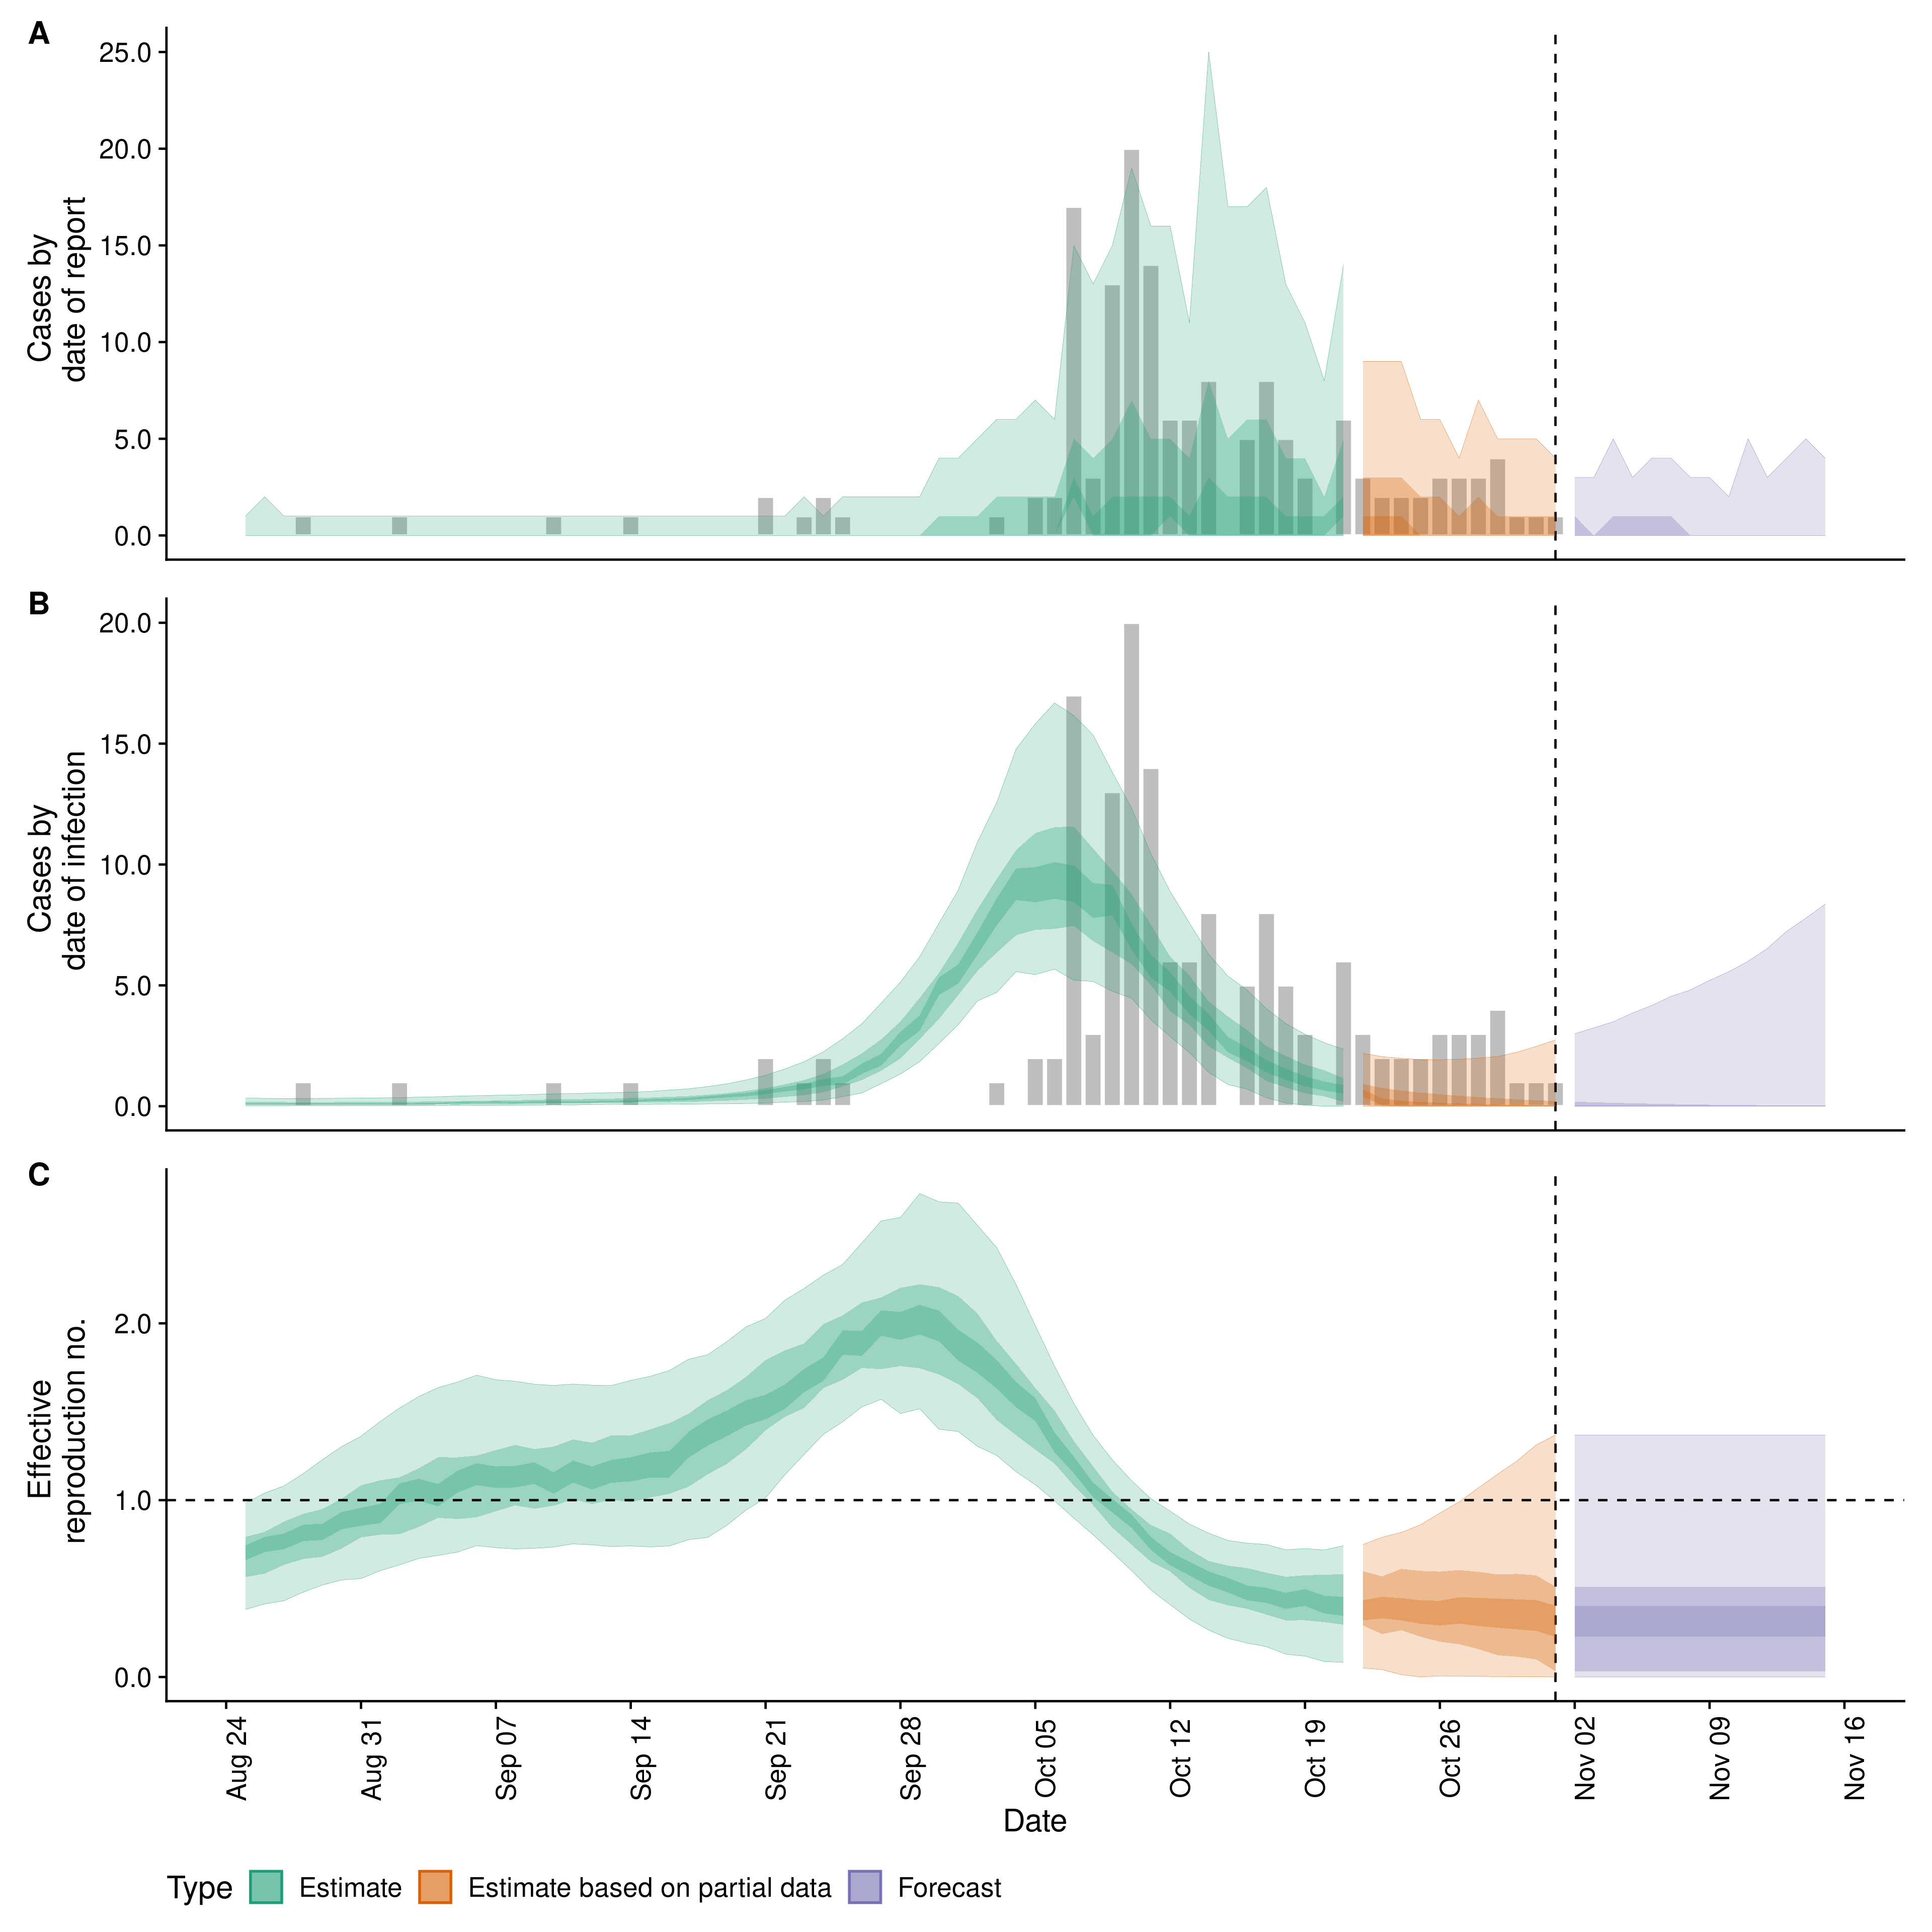 A
Cases by
date of report
25.0
20.0
15.0
10.0
5.0
0.0
B
Cases by
date of infection
20.0
15.0
10.0
5.0
0.0
C
Effective
reproduction no.
2.0
1.0
0.0
Aug 24
Aug 31
Sep 07
Sep 14
Sep 21
Sep 28
Oct 05
Oct 12
Oct 19
Oct 26
Nov 02
Nov 09
Nov 16
Date
Type
Estimate
Estimate based on partial data
Forecast